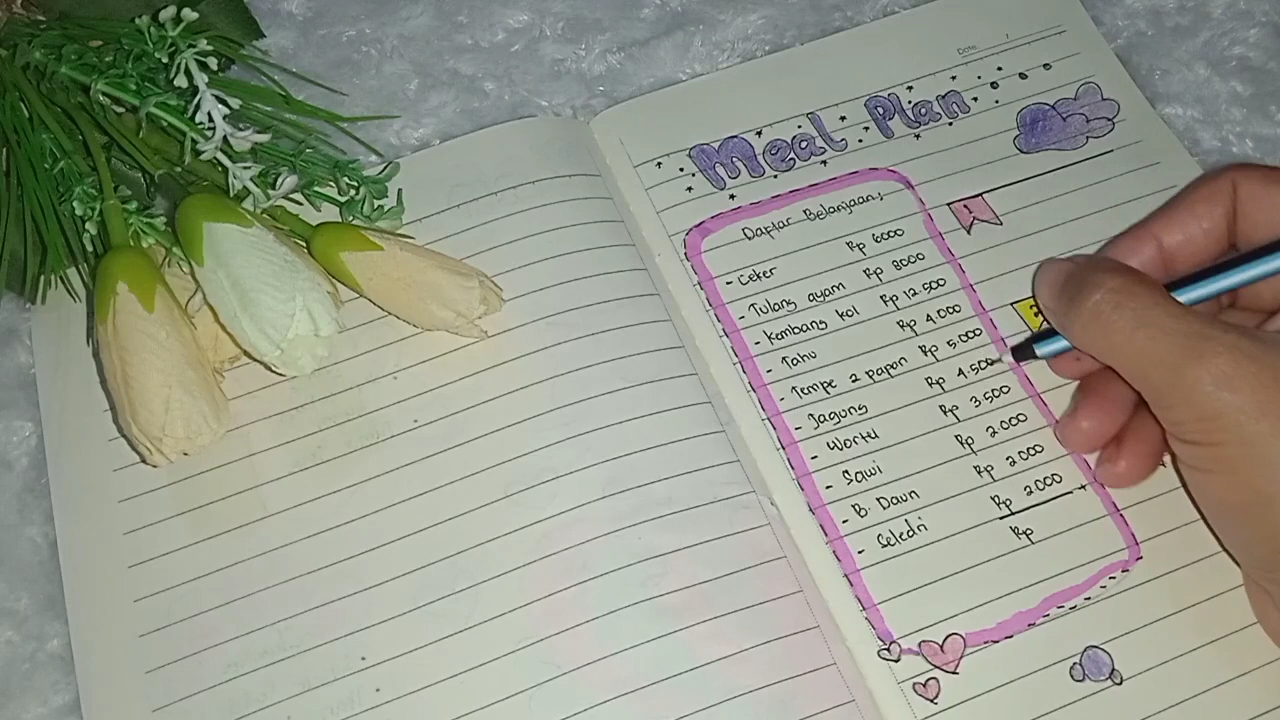 Date: /
Meal Plan
Daftar Belanjaan,
- Ceker Rp 6000
- Tulang ayam Rp 8000
- Kembang kol Rp 12.500
- Tahu Rp 4.000
- Tempe 2 papan Rp 5.000
- Jagung Rp 4.500
- Wortel Rp 3.500
- Sawi Rp 2.000
- B. Daun Rp 2.000
- Seledri Rp 2.000 +
Rp
1
2